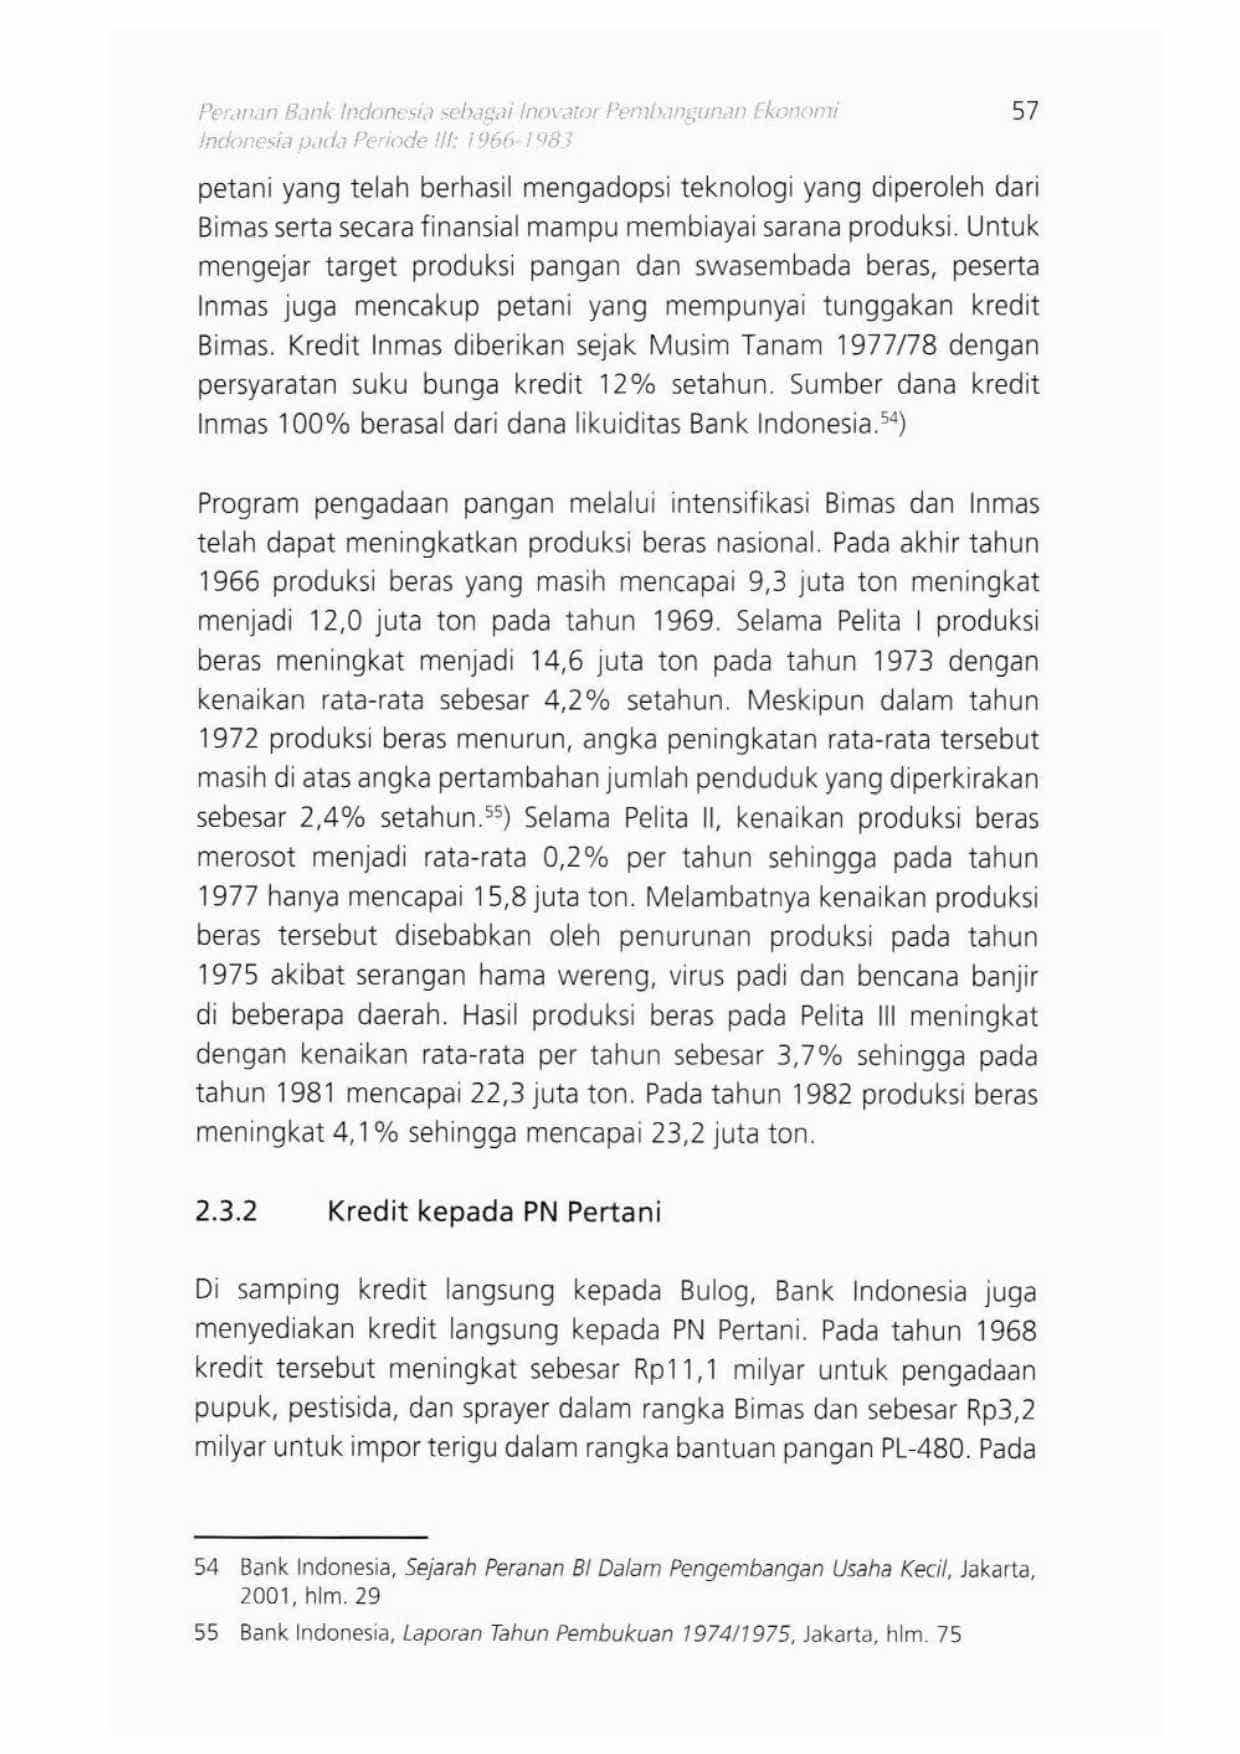 Peranan Bank Indonesia sebagai Inovator Pembangunan Ekonomi
Indonesia pada Periode III: 1966-1983
57
petani yang telah berhasil mengadopsi teknologi yang diperoleh dari
Bimas serta secara finansial mampu membiayai sarana produksi. Untuk
mengejar target produksi pangan dan swasembada beras, peserta
Inmas juga mencakup petani yang mempunyai tunggakan kredit
Bimas. Kredit Inmas diberikan sejak Musim Tanam 1977/78 dengan
persyaratan suku bunga kredit 12% setahun. Sumber dana kredit
Inmas 100% berasal dari dana likuiditas Bank Indonesia.⁵⁴)
Program pengadaan pangan melalui intensifikasi Bimas dan Inmas
telah dapat meningkatkan produksi beras nasional. Pada akhir tahun
1966 produksi beras yang masih mencapai 9,3 juta ton meningkat
menjadi 12,0 juta ton pada tahun 1969. Selama Pelita I produksi
beras meningkat menjadi 14,6 juta ton pada tahun 1973 dengan
kenaikan rata-rata sebesar 4,2% setahun. Meskipun dalam tahun
1972 produksi beras menurun, angka peningkatan rata-rata tersebut
masih di atas angka pertambahan jumlah penduduk yang diperkirakan
sebesar 2,4% setahun.⁵⁵) Selama Pelita II, kenaikan produksi beras
merosot menjadi rata-rata 0,2% per tahun sehingga pada tahun
1977 hanya mencapai 15,8 juta ton. Melambatnya kenaikan produksi
beras tersebut disebabkan oleh penurunan produksi pada tahun
1975 akibat serangan hama wereng, virus padi dan bencana banjir
di beberapa daerah. Hasil produksi beras pada Pelita III meningkat
dengan kenaikan rata-rata per tahun sebesar 3,7% sehingga pada
tahun 1981 mencapai 22,3 juta ton. Pada tahun 1982 produksi beras
meningkat 4,1% sehingga mencapai 23,2 juta ton.
2.3.2 Kredit kepada PN Pertani
Di samping kredit langsung kepada Bulog, Bank Indonesia juga
menyediakan kredit langsung kepada PN Pertani. Pada tahun 1968
kredit tersebut meningkat sebesar Rp11,1 milyar untuk pengadaan
pupuk, pestisida, dan sprayer dalam rangka Bimas dan sebesar Rp3,2
milyar untuk impor terigu dalam rangka bantuan pangan PL-480. Pada
54 Bank Indonesia, Sejarah Peranan BI Dalam Pengembangan Usaha Kecil, Jakarta,
2001, hlm. 29
55 Bank Indonesia, Laporan Tahun Pembukuan 1974/1975, Jakarta, hlm. 75